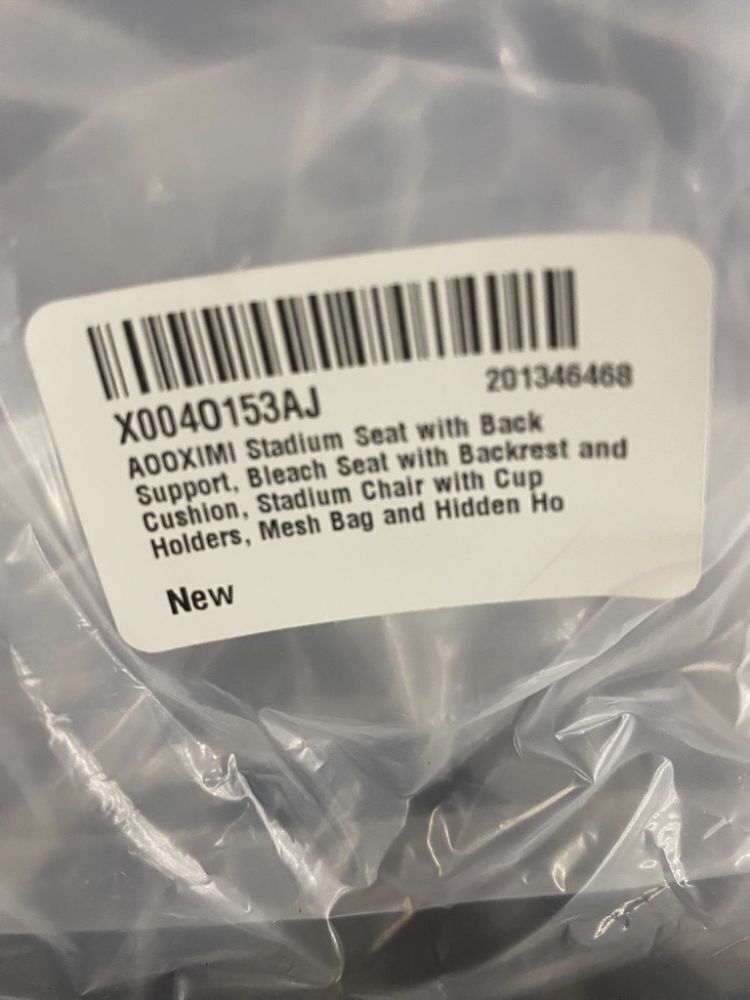 X004O153AJ
201346468
AOOXIMI Stadium Seat with Back
Support, Bleach Seat with Backrest and
Cushion, Stadium Chair with Cup
Holders, Mesh Bag and Hidden Ho
New